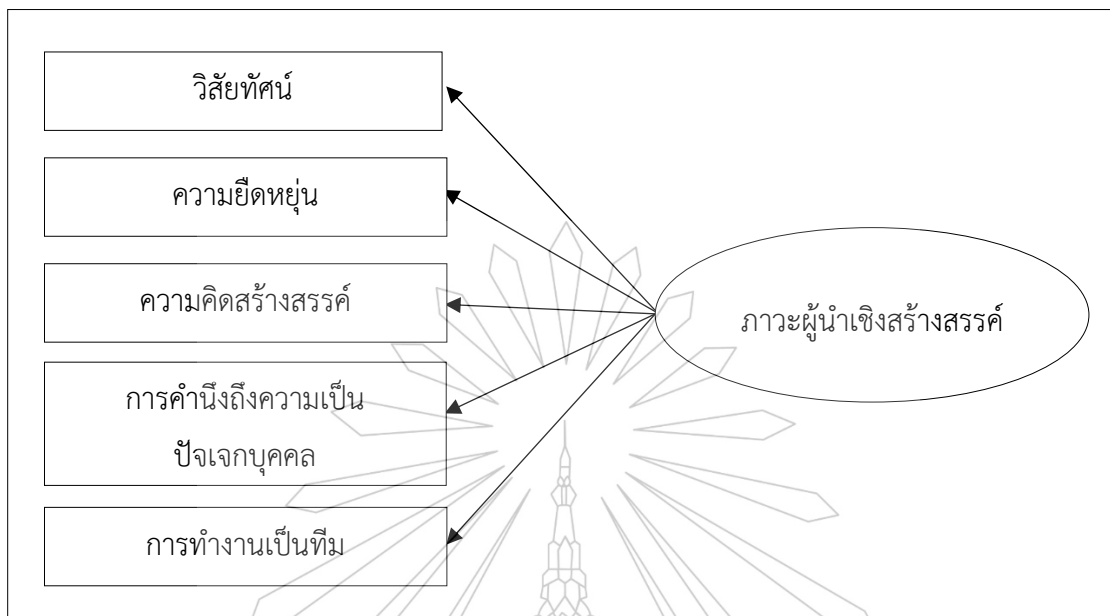 วิสัยทัศน์
ความยืดหยุ่น
ความคิดสร้างสรรค์
ภาวะผู้นำเชิงสร้างสรรค์
การคำนึงถึงความเป็น
ปัจเจกบุคคล
การทำงานเป็นทีม